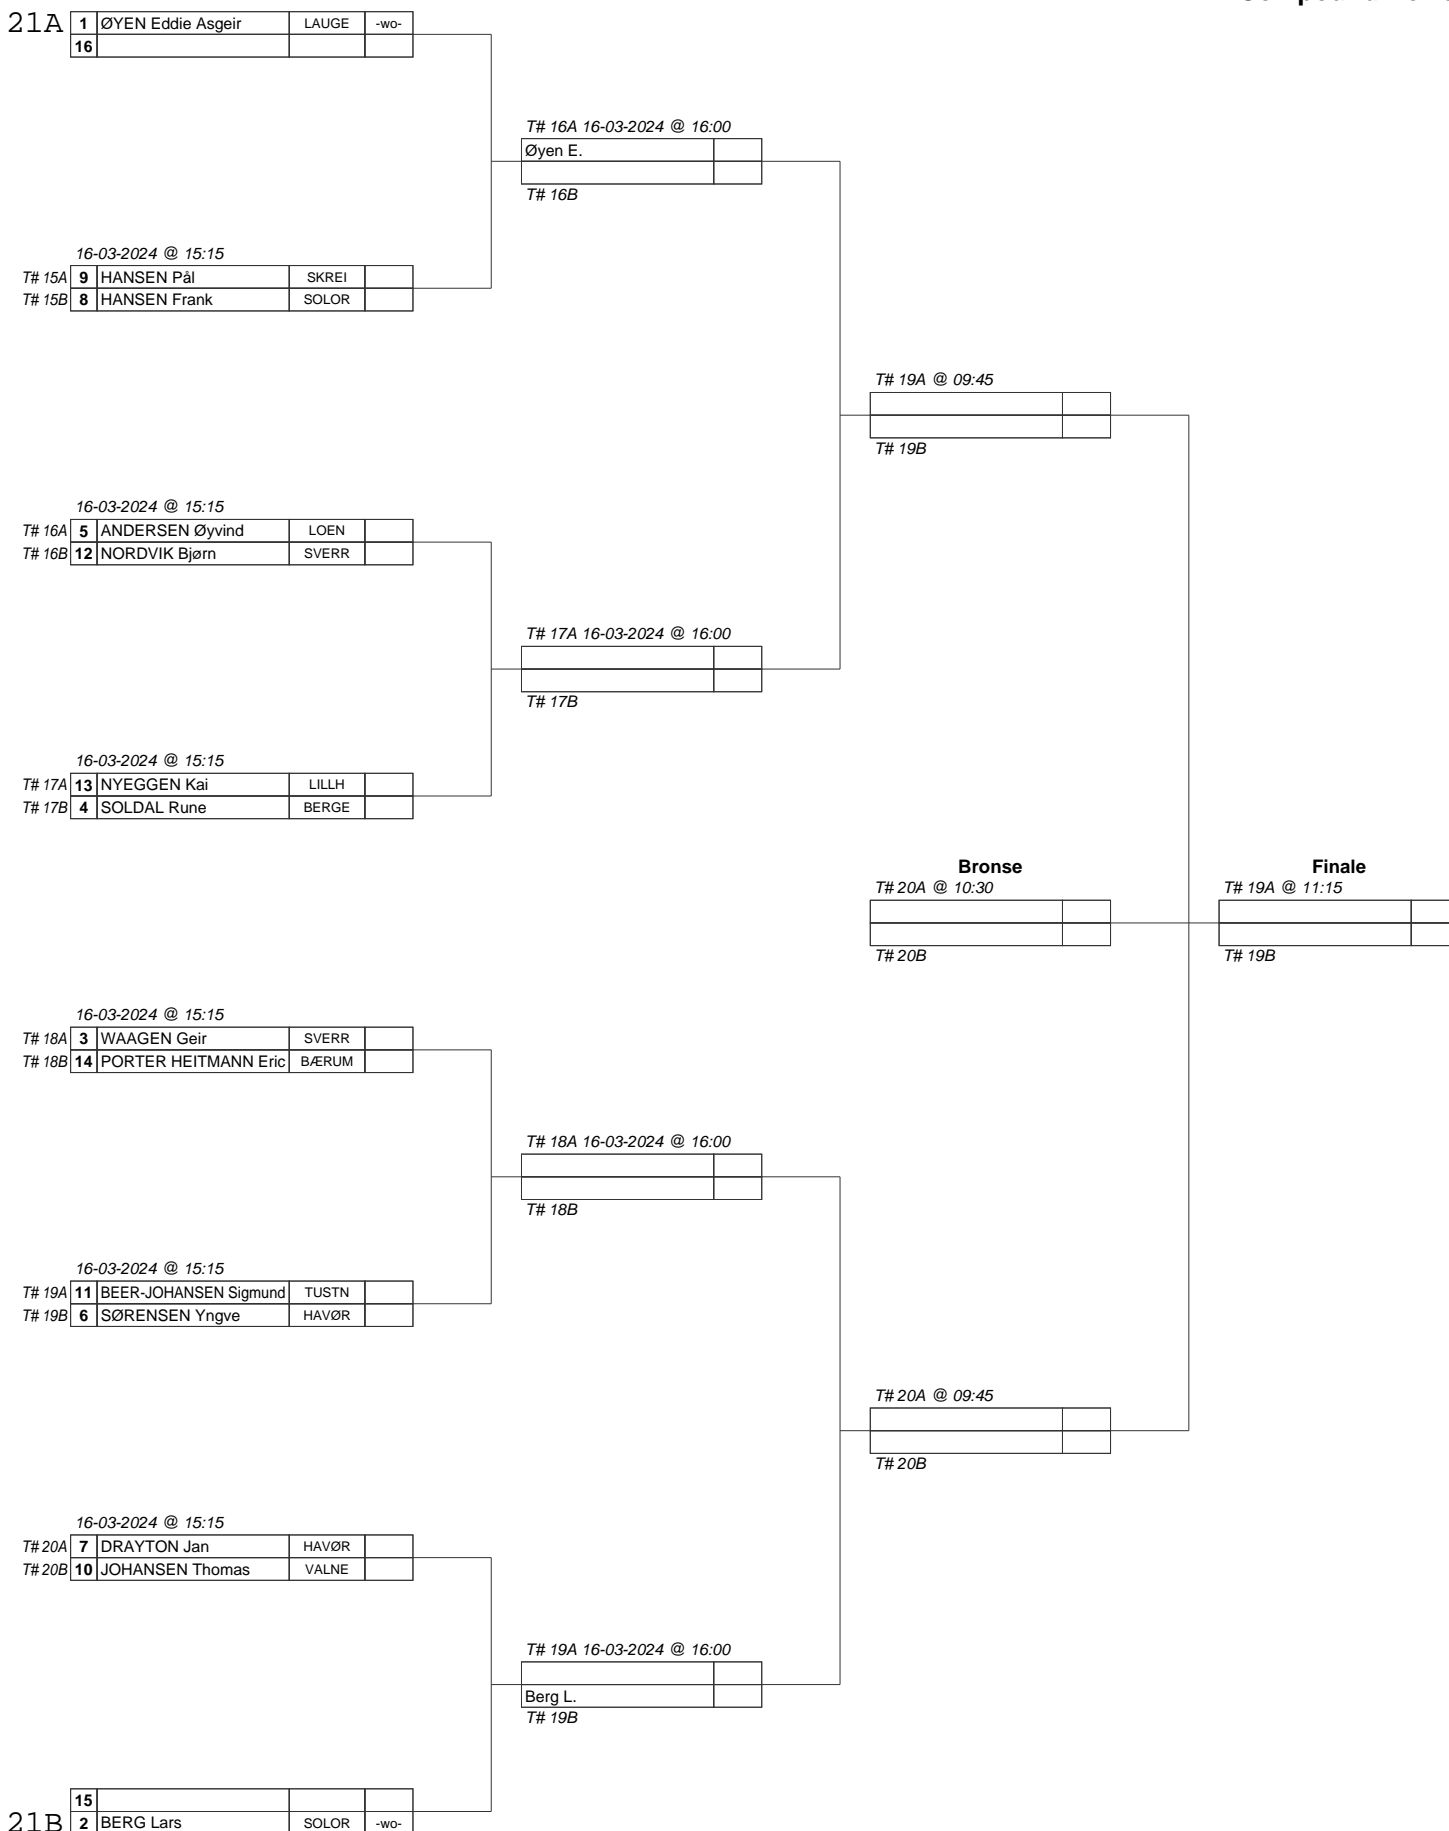 21A 1 ØYEN Eddie Asgeir LAUGE -wo-
16
T# 16A 16-03-2024 @ 16:00
Øyen E.
T# 16B
16-03-2024 @ 15:15
T# 15A 9 HANSEN Pål SKREI
T# 15B 8 HANSEN Frank SOLOR
T# 19A @ 09:45
T# 19B
16-03-2024 @ 15:15
T# 16A 5 ANDERSEN Øyvind LOEN
T# 16B 12 NORDVIK Bjørn SVERR
T# 17A 16-03-2024 @ 16:00
T# 17B
16-03-2024 @ 15:15
T# 17A 13 NYEGGEN Kai LILLH
T# 17B 4 SOLDAL Rune BERGE
Bronse Finale
T# 20A @ 10:30 T# 19A @ 11:15
T# 20B T# 19B
16-03-2024 @ 15:15
T# 18A 3 WAAGEN Geir SVERR
T# 18B 14 PORTER HEITMANN Eric BÆRUM
T# 18A 16-03-2024 @ 16:00
T# 18B
16-03-2024 @ 15:15
T# 19A 11 BEER-JOHANSEN Sigmund TUSTN
T# 19B 6 SØRENSEN Yngve HAVØR
T# 20A @ 09:45
T# 20B
16-03-2024 @ 15:15
T# 20A 7 DRAYTON Jan HAVØR
T# 20B 10 JOHANSEN Thomas VALNE
T# 19A 16-03-2024 @ 16:00
Berg L.
T# 19B
15
21B 2 BERG Lars SOLOR -wo-